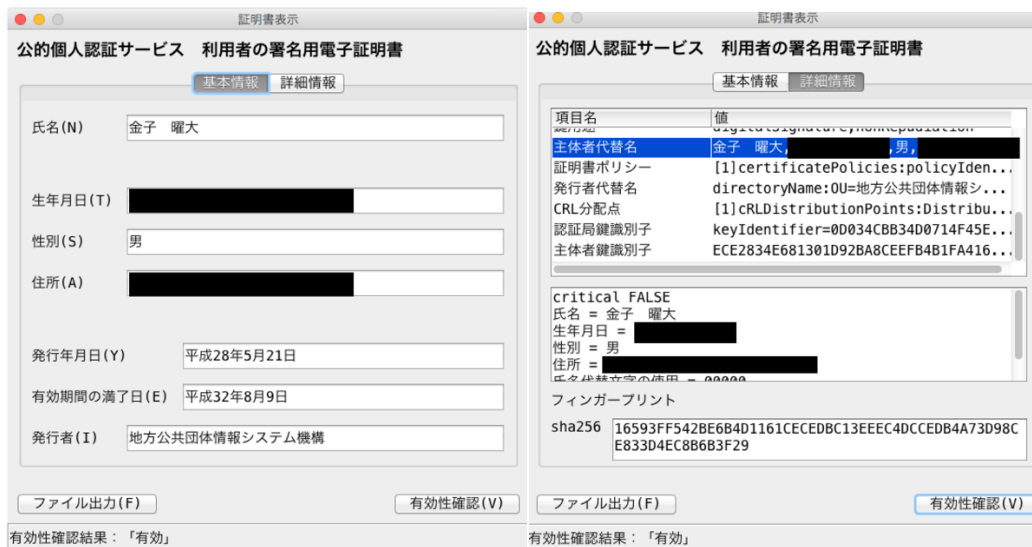 証明書表示
公的個人認証サービス　利用者の署名用電子証明書
基本情報 詳細情報
氏名(N) 金子　曜大
生年月日(T)
性別(S) 男
住所(A)
発行年月日(Y) 平成28年5月21日
有効期間の満了日(E) 平成32年8月9日
発行者(I) 地方公共団体情報システム機構
ファイル出力(F) 有効性確認(V)
有効性確認結果：「有効」
証明書表示
公的個人認証サービス　利用者の署名用電子証明書
基本情報 詳細情報
項目名 値
鍵用途 digitalSignature,nonRepudiation
主体者代替名 金子　曜大, ,男,
証明書ポリシー [1]certificatePolicies:policyIden...
発行者代替名 directoryName:OU=地方公共団体情報シ...
CRL分配点 [1]cRLDistributionPoints:Distribu...
認証局鍵識別子 keyIdentifier=0D034CBB34D0714F45E...
主体者鍵識別子 ECE2834E681301D92BA8CEEFB4B1FA416...
critical FALSE
氏名 = 金子　曜大
生年月日 =
性別 = 男
住所 =
氏名代替文字の使用 = 00000
フィンガープリント
sha256 16593FF542BE6B4D1161CECEDBC13EEEC4DCCEDB4A73D98C
E833D4EC8B6B3F29
ファイル出力(F) 有効性確認(V)
有効性確認結果：「有効」